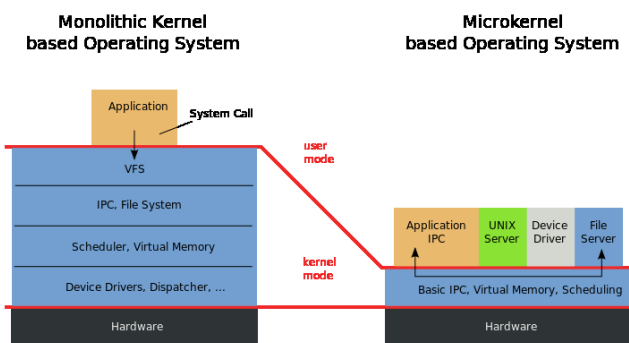 Monolithic Kernel
based Operating System
Microkernel
based Operating System
Application
System Call
user
mode
VFS
IPC, File System
Scheduler, Virtual Memory
kernel
mode
Device Drivers, Dispatcher, ...
Hardware
Application
IPC
UNIX
Server
Device
Driver
File
Server
Basic IPC, Virtual Memory, Scheduling
Hardware